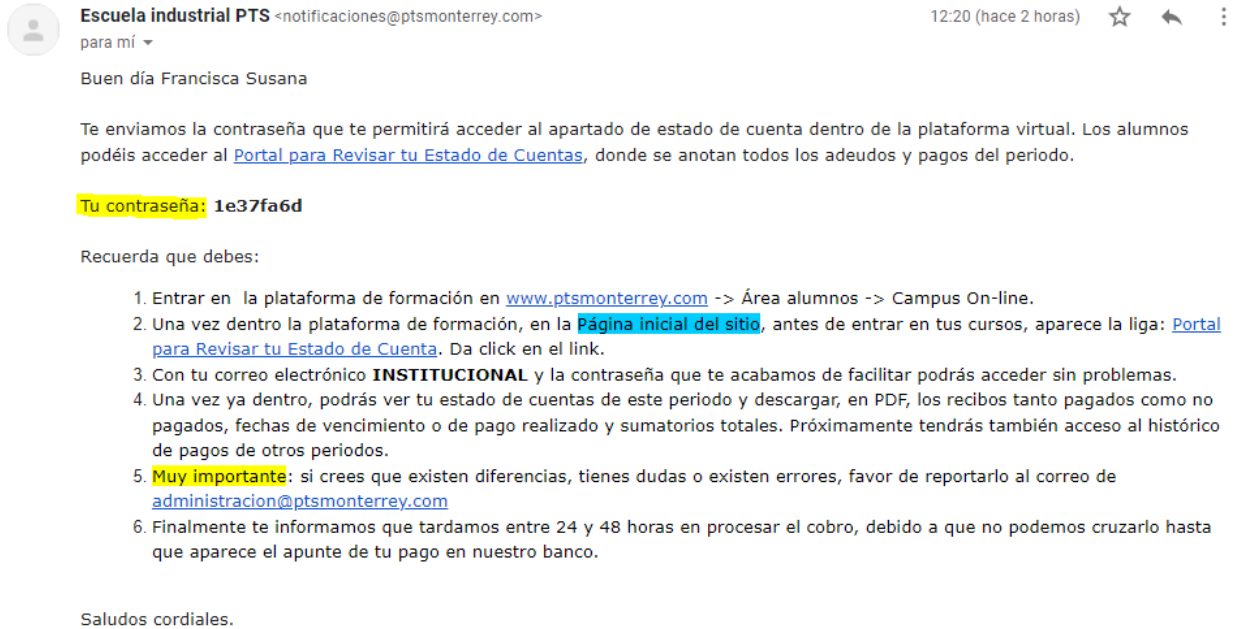 Escuela industrial PTS <notificaciones@ptsmonterrey.com> 12:20 (hace 2 horas)
para mí
Buen día Francisca Susana
Te enviamos la contraseña que te permitirá acceder al apartado de estado de cuenta dentro de la plataforma virtual. Los alumnos
podéis acceder al Portal para Revisar tu Estado de Cuentas, donde se anotan todos los adeudos y pagos del periodo.
Tu contraseña: 1e37fa6d
Recuerda que debes:
1. Entrar en la plataforma de formación en www.ptsmonterrey.com -> Área alumnos -> Campus On-line.
2. Una vez dentro la plataforma de formación, en la Página inicial del sitio, antes de entrar en tus cursos, aparece la liga: Portal
para Revisar tu Estado de Cuenta. Da click en el link.
3. Con tu correo electrónico INSTITUCIONAL y la contraseña que te acabamos de facilitar podrás acceder sin problemas.
4. Una vez ya dentro, podrás ver tu estado de cuentas de este periodo y descargar, en PDF, los recibos tanto pagados como no
pagados, fechas de vencimiento o de pago realizado y sumatorios totales. Próximamente tendrás también acceso al histórico
de pagos de otros periodos.
5. Muy importante: si crees que existen diferencias, tienes dudas o existen errores, favor de reportarlo al correo de
administracion@ptsmonterrey.com
6. Finalmente te informamos que tardamos entre 24 y 48 horas en procesar el cobro, debido a que no podemos cruzarlo hasta
que aparece el apunte de tu pago en nuestro banco.
Saludos cordiales.